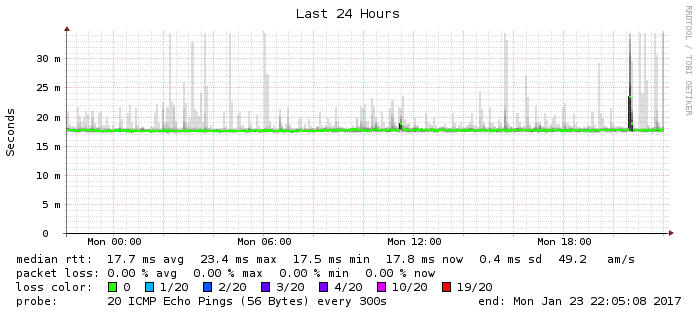 Last 24 Hours
RRDTOOL / TOBI OETIKER
Seconds
30 m
25 m
20 m
15 m
10 m
5 m
0
Mon 00:00 Mon 06:00 Mon 12:00 Mon 18:00
median rtt: 17.7 ms avg 23.4 ms max 17.5 ms min 17.8 ms now 0.4 ms sd 49.2 am/s
packet loss: 0.00 % avg 0.00 % max 0.00 % min 0.00 % now
loss color: 0 1/20 2/20 3/20 4/20 10/20 19/20
probe: 20 ICMP Echo Pings (56 Bytes) every 300s end: Mon Jan 23 22:05:08 2017